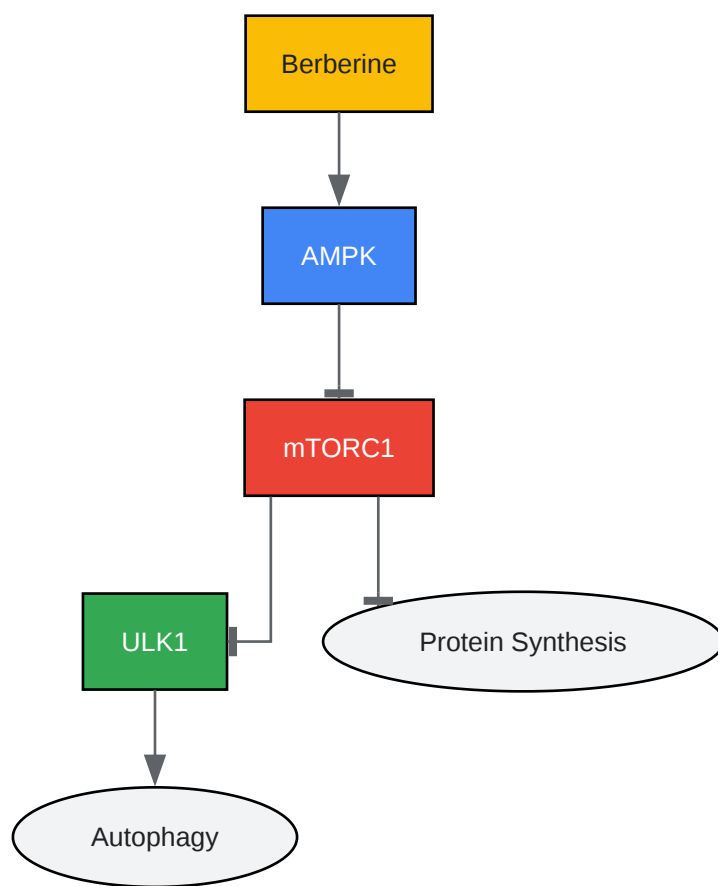 Berberine
AMPK
mTORC1
ULK1
Protein Synthesis
Autophagy